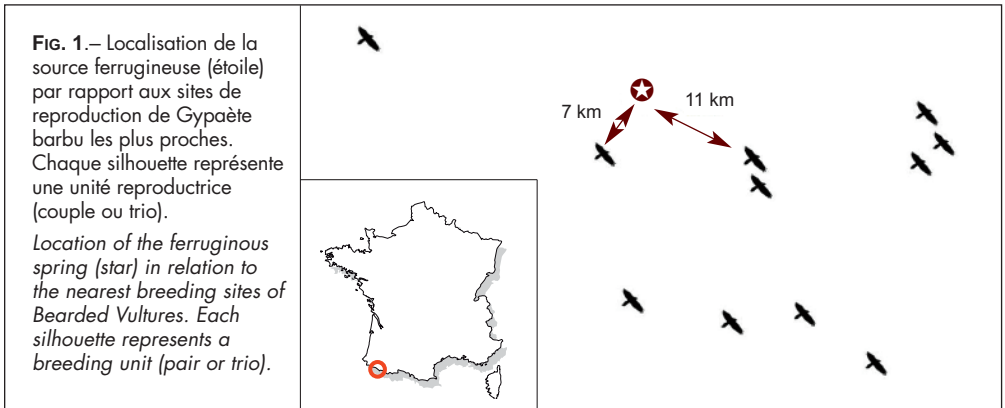 FIG. 1.– Localisation de la
source ferrugineuse (étoile)
par rapport aux sites de
reproduction de Gypaète
barbu les plus proches.
Chaque silhouette représente
une unité reproductrice
(couple ou trio).
Location of the ferruginous
spring (star) in relation to
the nearest breeding sites of
Bearded Vultures. Each
silhouette represents a
breeding unit (pair or trio).
7 km
11 km